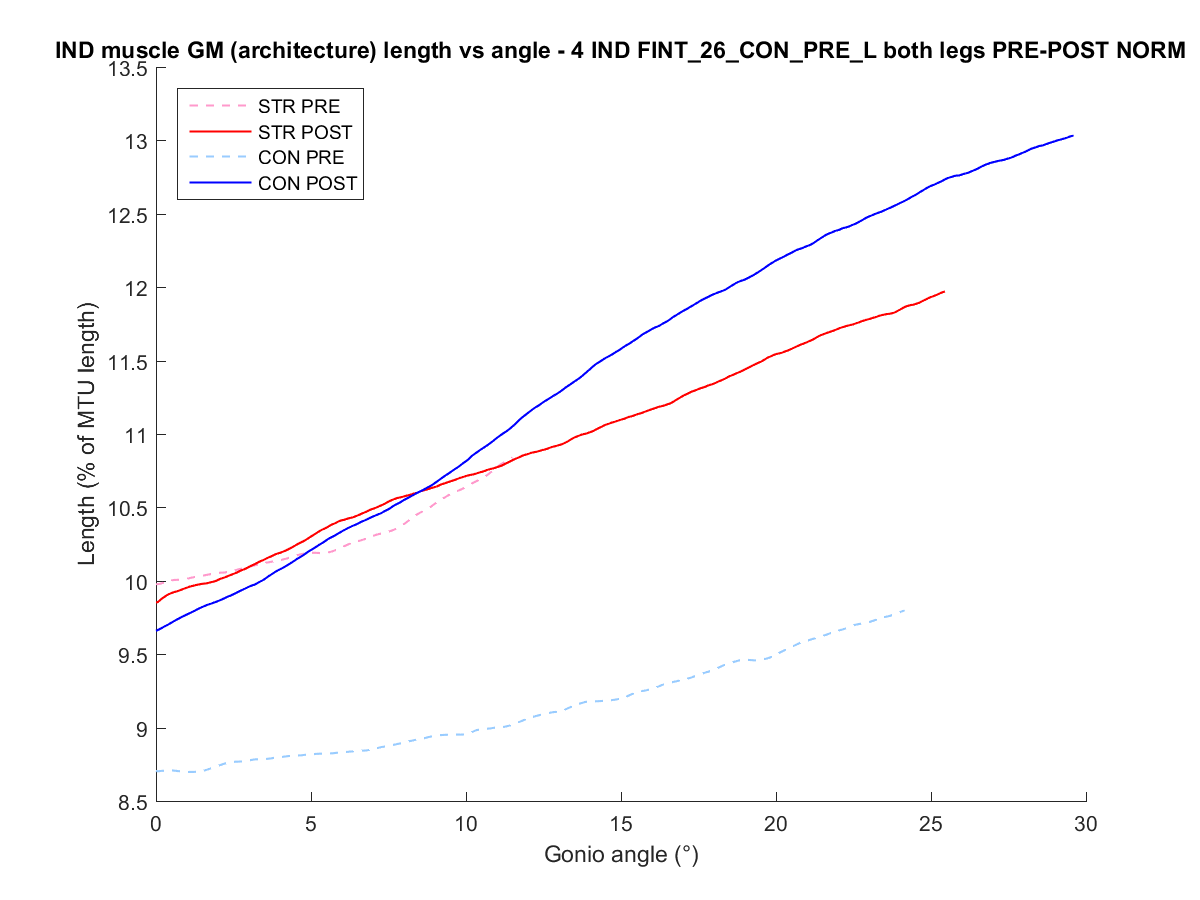 IND muscle GM (architecture) length vs angle - 4 IND FINT_26_CON_PRE_L both legs PRE-POST NORM
13.5
STR PRE
STR POST
CON PRE
CON POST
13
12.5
12
11.5
11
10.5
10
9.5
9
8.5
Length (% of MTU length)
0 5 10 15 20 25 30
Gonio angle (°)